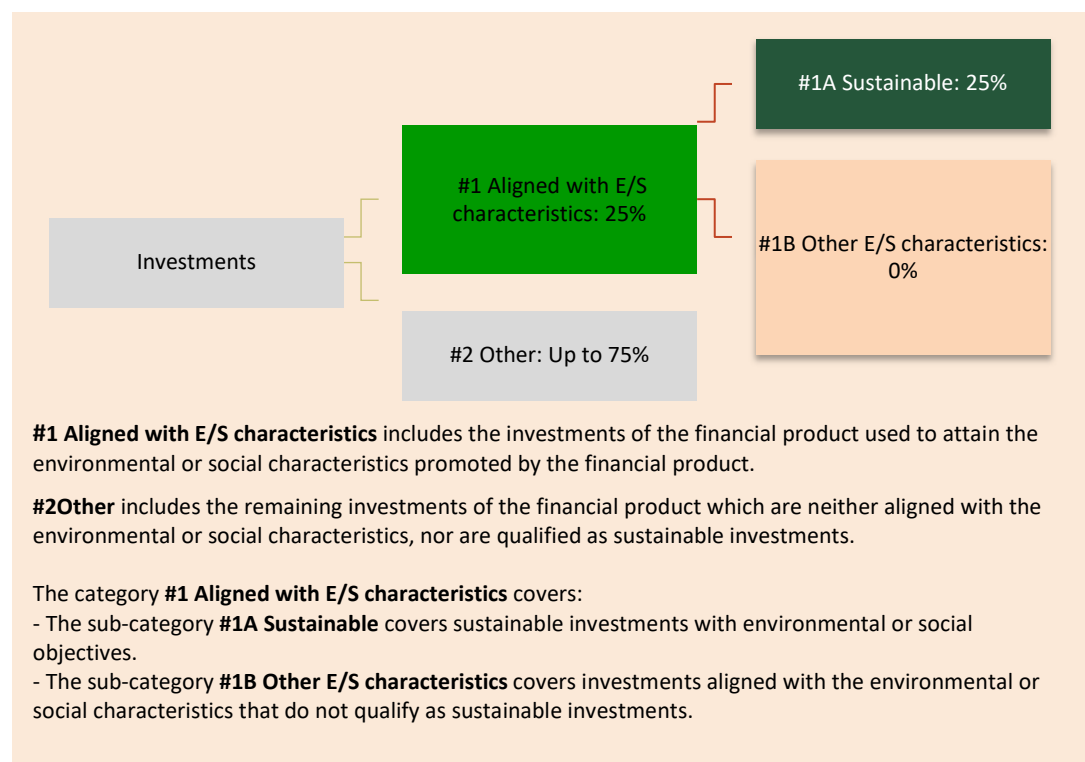 #1A Sustainable: 25%
#1 Aligned with E/S
characteristics: 25%
Investments
#1B Other E/S characteristics:
0%
#2 Other: Up to 75%
#1 Aligned with E/S characteristics includes the investments of the financial product used to attain the
environmental or social characteristics promoted by the financial product.
#2Other includes the remaining investments of the financial product which are neither aligned with the
environmental or social characteristics, nor are qualified as sustainable investments.
The category #1 Aligned with E/S characteristics covers:
- The sub-category #1A Sustainable covers sustainable investments with environmental or social
objectives.
- The sub-category #1B Other E/S characteristics covers investments aligned with the environmental or
social characteristics that do not qualify as sustainable investments.